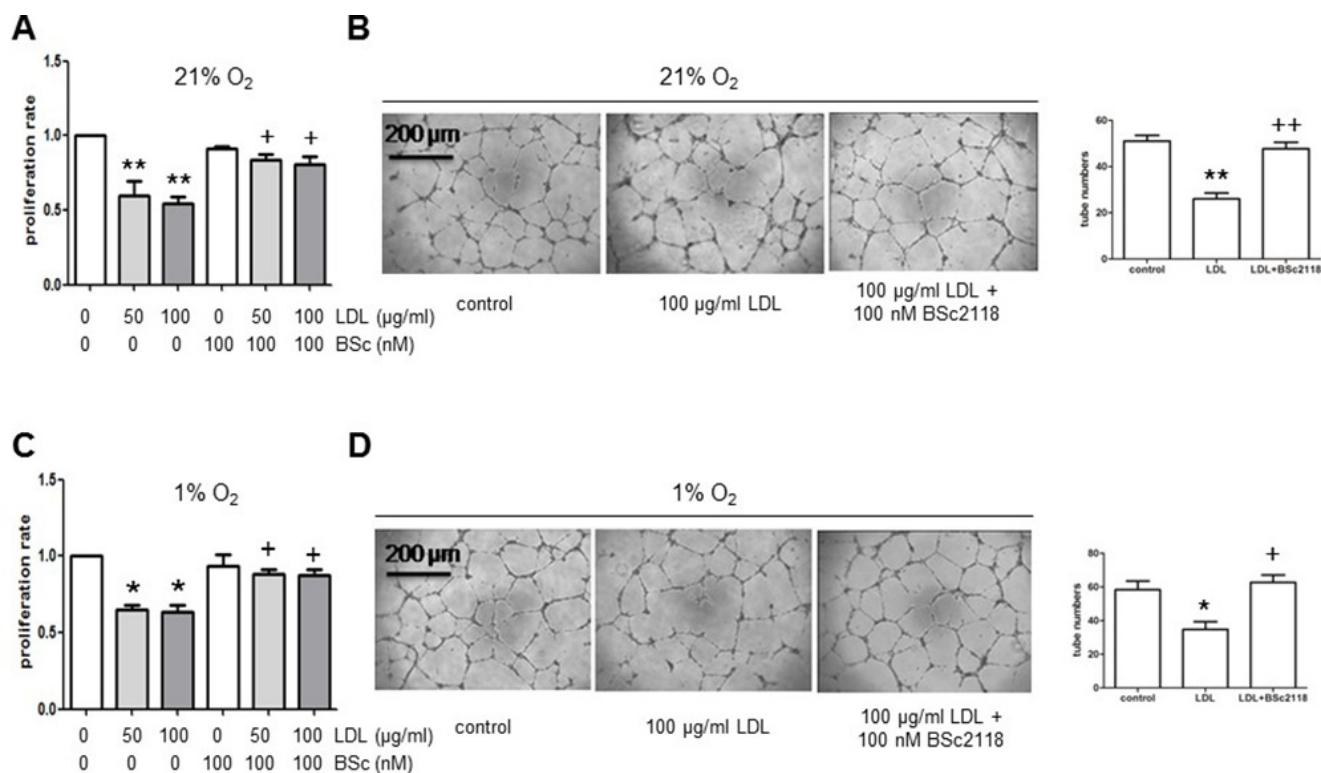 A
1.5
1.0
0.5
0.0
proliferation rate
21% O2
** ** + +
0 50 100 0 50 100 LDL (µg/ml)
0 0 0 100 100 100 BSc (nM)
B
21% O2
200 µm
control
100 µg/ml LDL
100 µg/ml LDL +
100 nM BSc2118
60
40
20
0
tube numbers
** ++
control LDL LDL+BSc2118
C
1.5
1.0
0.5
0.0
proliferation rate
1% O2
* * + +
0 50 100 0 50 100 LDL (µg/ml)
0 0 0 100 100 100 BSc (nM)
D
1% O2
200 µm
control
100 µg/ml LDL
100 µg/ml LDL +
100 nM BSc2118
80
60
40
20
0
tube numbers
* +
control LDL LDL+BSc2118